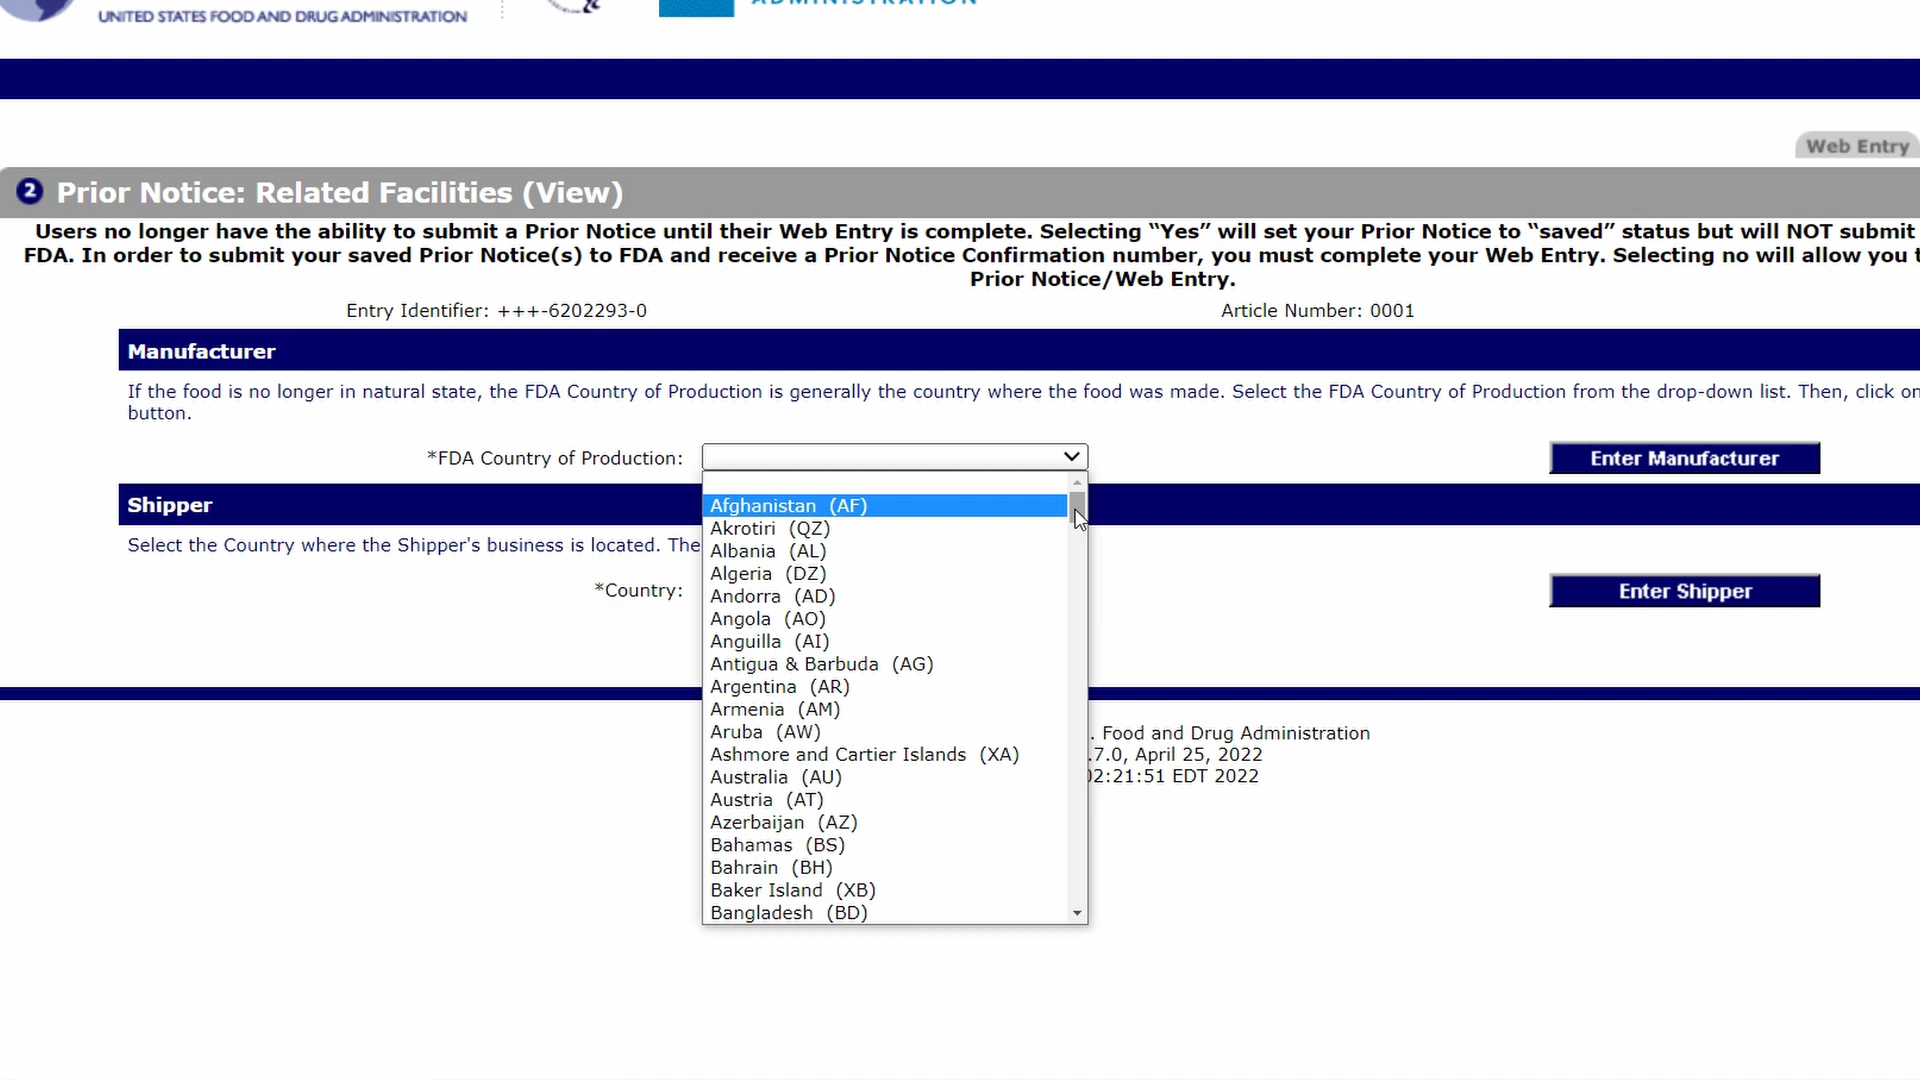 UNITED STATES FOOD AND DRUG ADMINISTRATION
ADMINISTRATION
Web Entry
2 Prior Notice: Related Facilities (View)
Users no longer have the ability to submit a Prior Notice until their Web Entry is complete. Selecting “Yes” will set your Prior Notice to “saved” status but will NOT submit
FDA. In order to submit your saved Prior Notice(s) to FDA and receive a Prior Notice Confirmation number, you must complete your Web Entry. Selecting no will allow you
Prior Notice/Web Entry.
Entry Identifier: +++-6202293-0
Article Number: 0001
Manufacturer
If the food is no longer in natural state, the FDA Country of Production is generally the country where the food was made. Select the FDA Country of Production from the drop-down list. Then, click on
button.
*FDA Country of Production:
Enter Manufacturer
Shipper
Select the Country where the Shipper's business is located. The
*Country:
Enter Shipper
Afghanistan (AF)
Akrotiri (QZ)
Albania (AL)
Algeria (DZ)
Andorra (AD)
Angola (AO)
Anguilla (AI)
Antigua & Barbuda (AG)
Argentina (AR)
Armenia (AM)
Aruba (AW)
Ashmore and Cartier Islands (XA)
Australia (AU)
Austria (AT)
Azerbaijan (AZ)
Bahamas (BS)
Bahrain (BH)
Baker Island (XB)
Bangladesh (BD)
. Food and Drug Administration
.7.0, April 25, 2022
02:21:51 EDT 2022